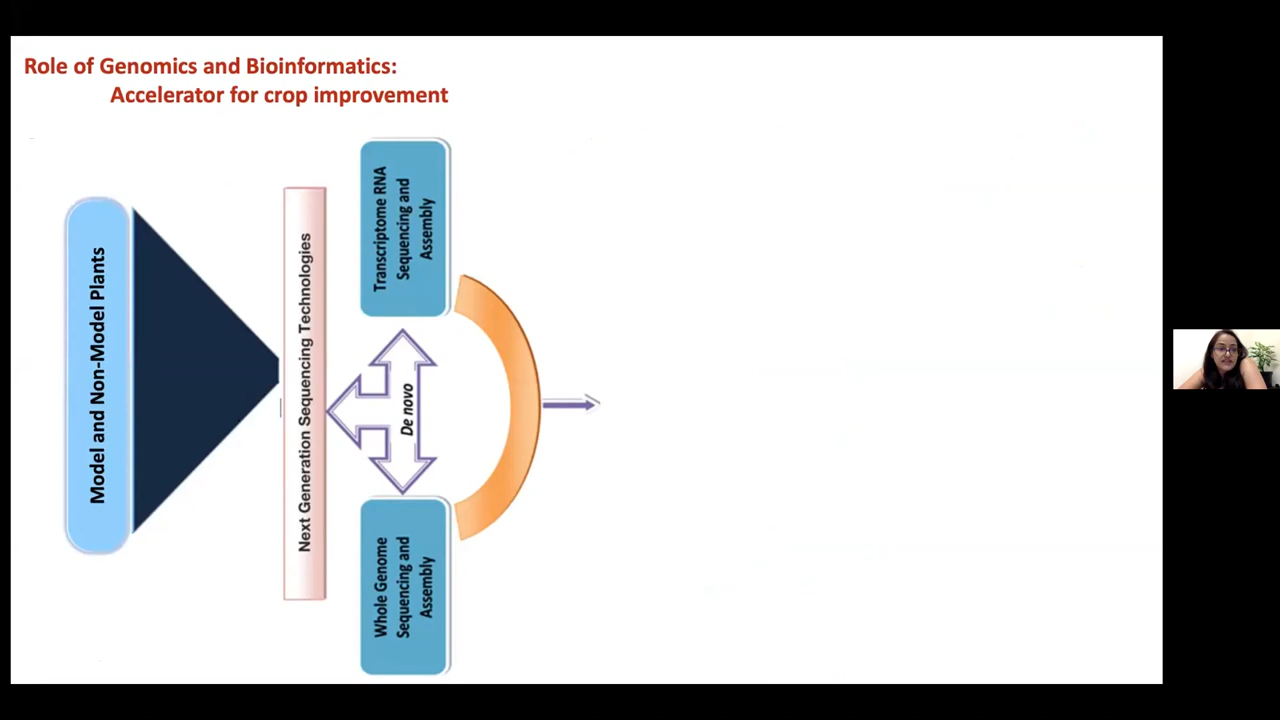 Role of Genomics and Bioinformatics:
Accelerator for crop improvement
Model and Non-Model Plants
Next Generation Sequencing Technologies
Transcriptome RNA
Sequencing and
Assembly
De novo
Whole Genome
Sequencing and
Assembly